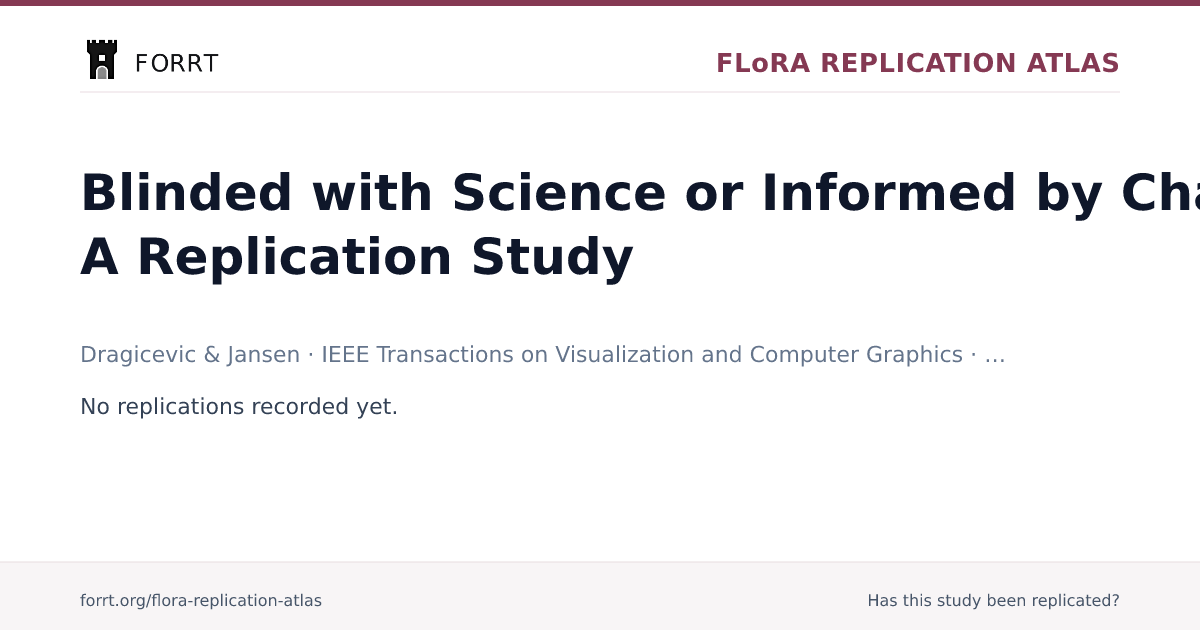 FORRT
FLoRA REPLICATION ATLAS
Blinded with Science or Informed by
A Replication Study
Dragicevic & Jansen · IEEE Transactions on Visualization and Computer Graphics · …
No replications recorded yet.
forrt.org/flora-replication-atlas
Has this study been replicated?